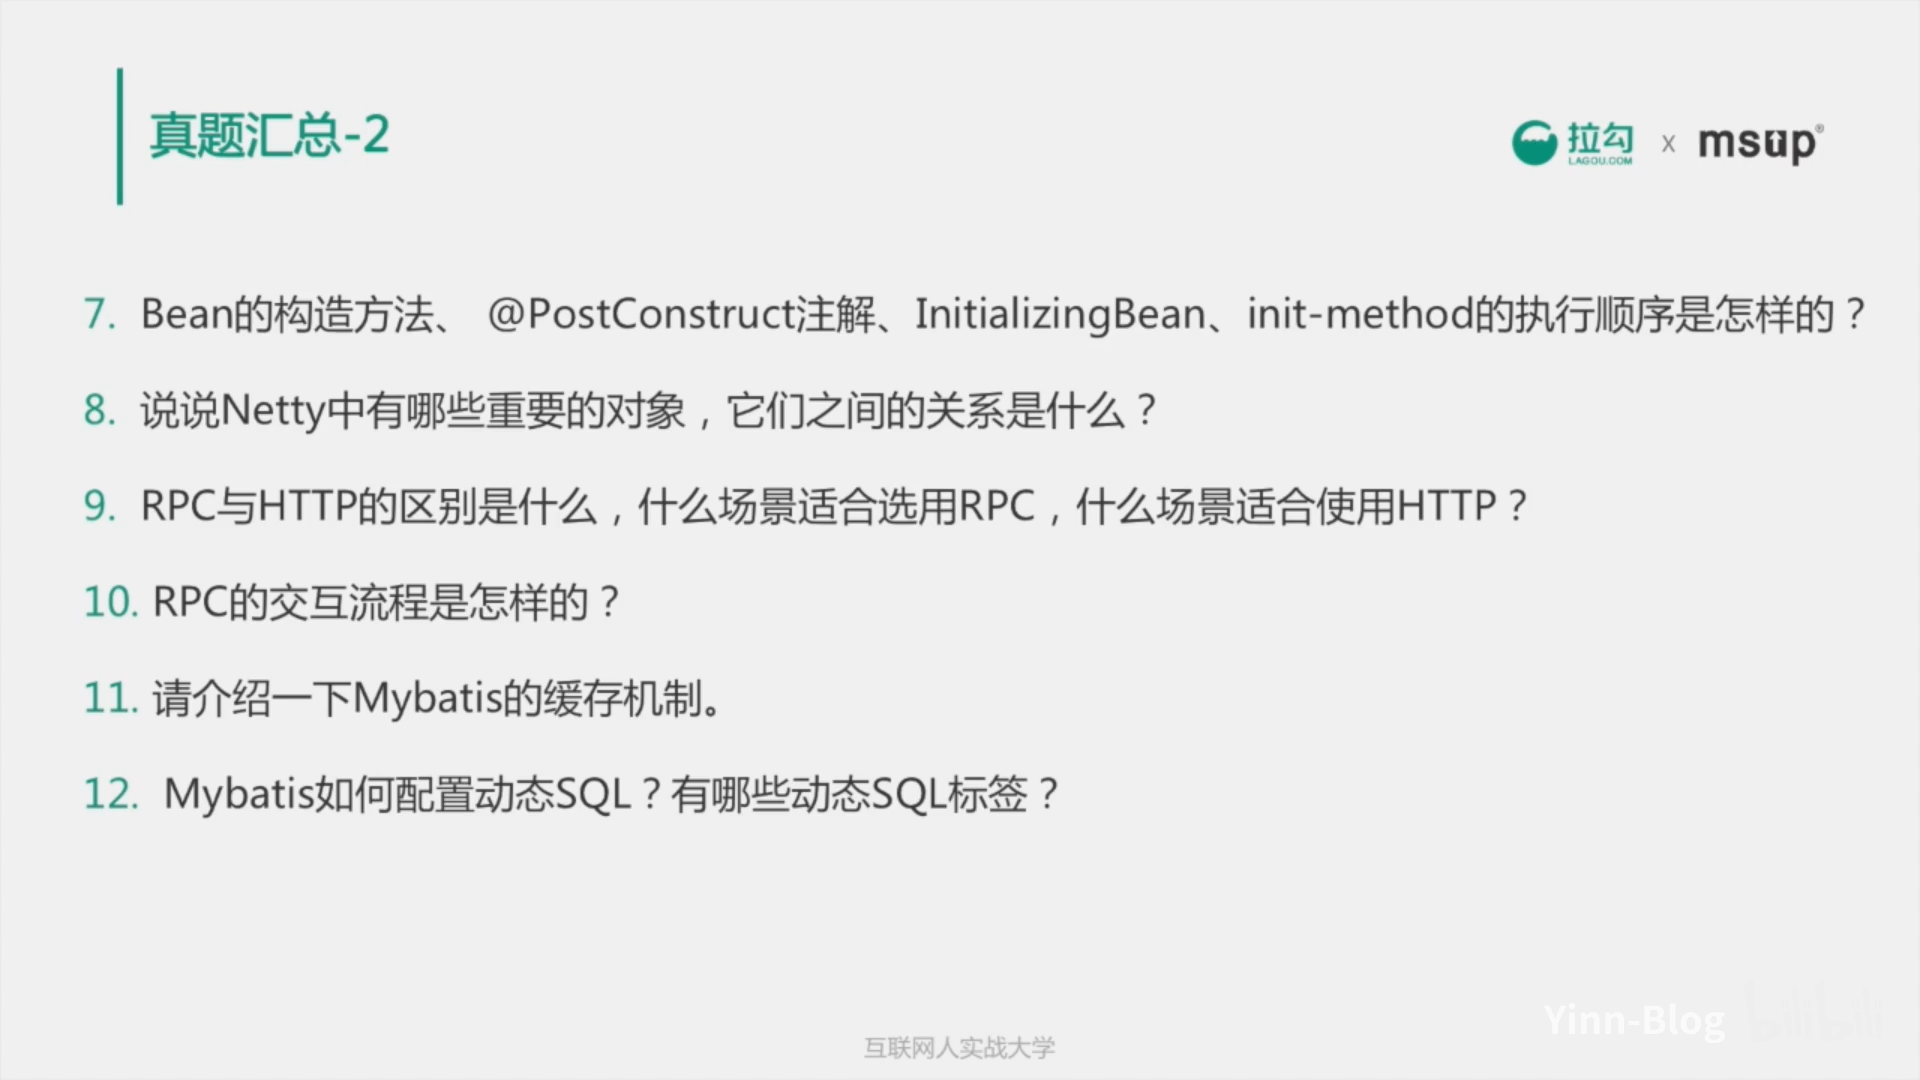 真题汇总-2
拉勾
LAGOU.COM
x
msup®
7. Bean的构造方法、 @PostConstruct注解、InitializingBean、init-method的执行顺序是怎样的？
8. 说说Netty中有哪些重要的对象，它们之间的关系是什么？
9. RPC与HTTP的区别是什么，什么场景适合选用RPC，什么场景适合使用HTTP？
10. RPC的交互流程是怎样的？
11. 请介绍一下Mybatis的缓存机制。
12. Mybatis如何配置动态SQL？有哪些动态SQL标签？
Yinn-Blog
bilibili
互联网人实战大学